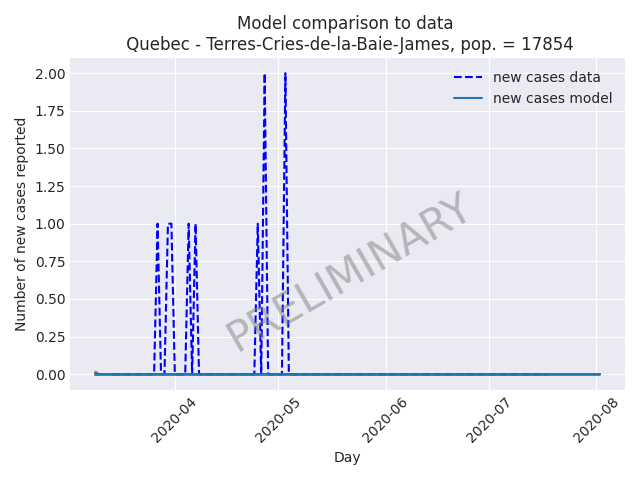 Model comparison to data
Quebec - Terres-Cries-de-la-Baie-James, pop. = 17854
new cases data
new cases model
Number of new cases reported
2.00
1.75
1.50
1.25
1.00
0.75
0.50
0.25
0.00
PRELIMINARY
2020-04
2020-05
2020-06
2020-07
2020-08
Day